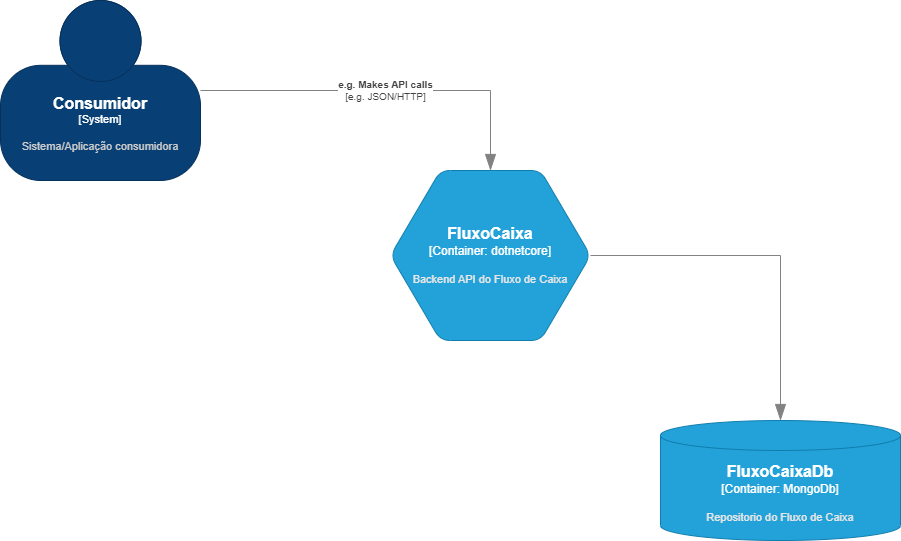 Consumidor
[System]
Sistema/Aplicação consumidora
e.g. Makes API calls
[e.g. JSON/HTTP]
FluxoCaixa
[Container: dotnetcore]
Backend API do Fluxo de Caixa
FluxoCaixaDb
[Container: MongoDb]
Repositorio do Fluxo de Caixa